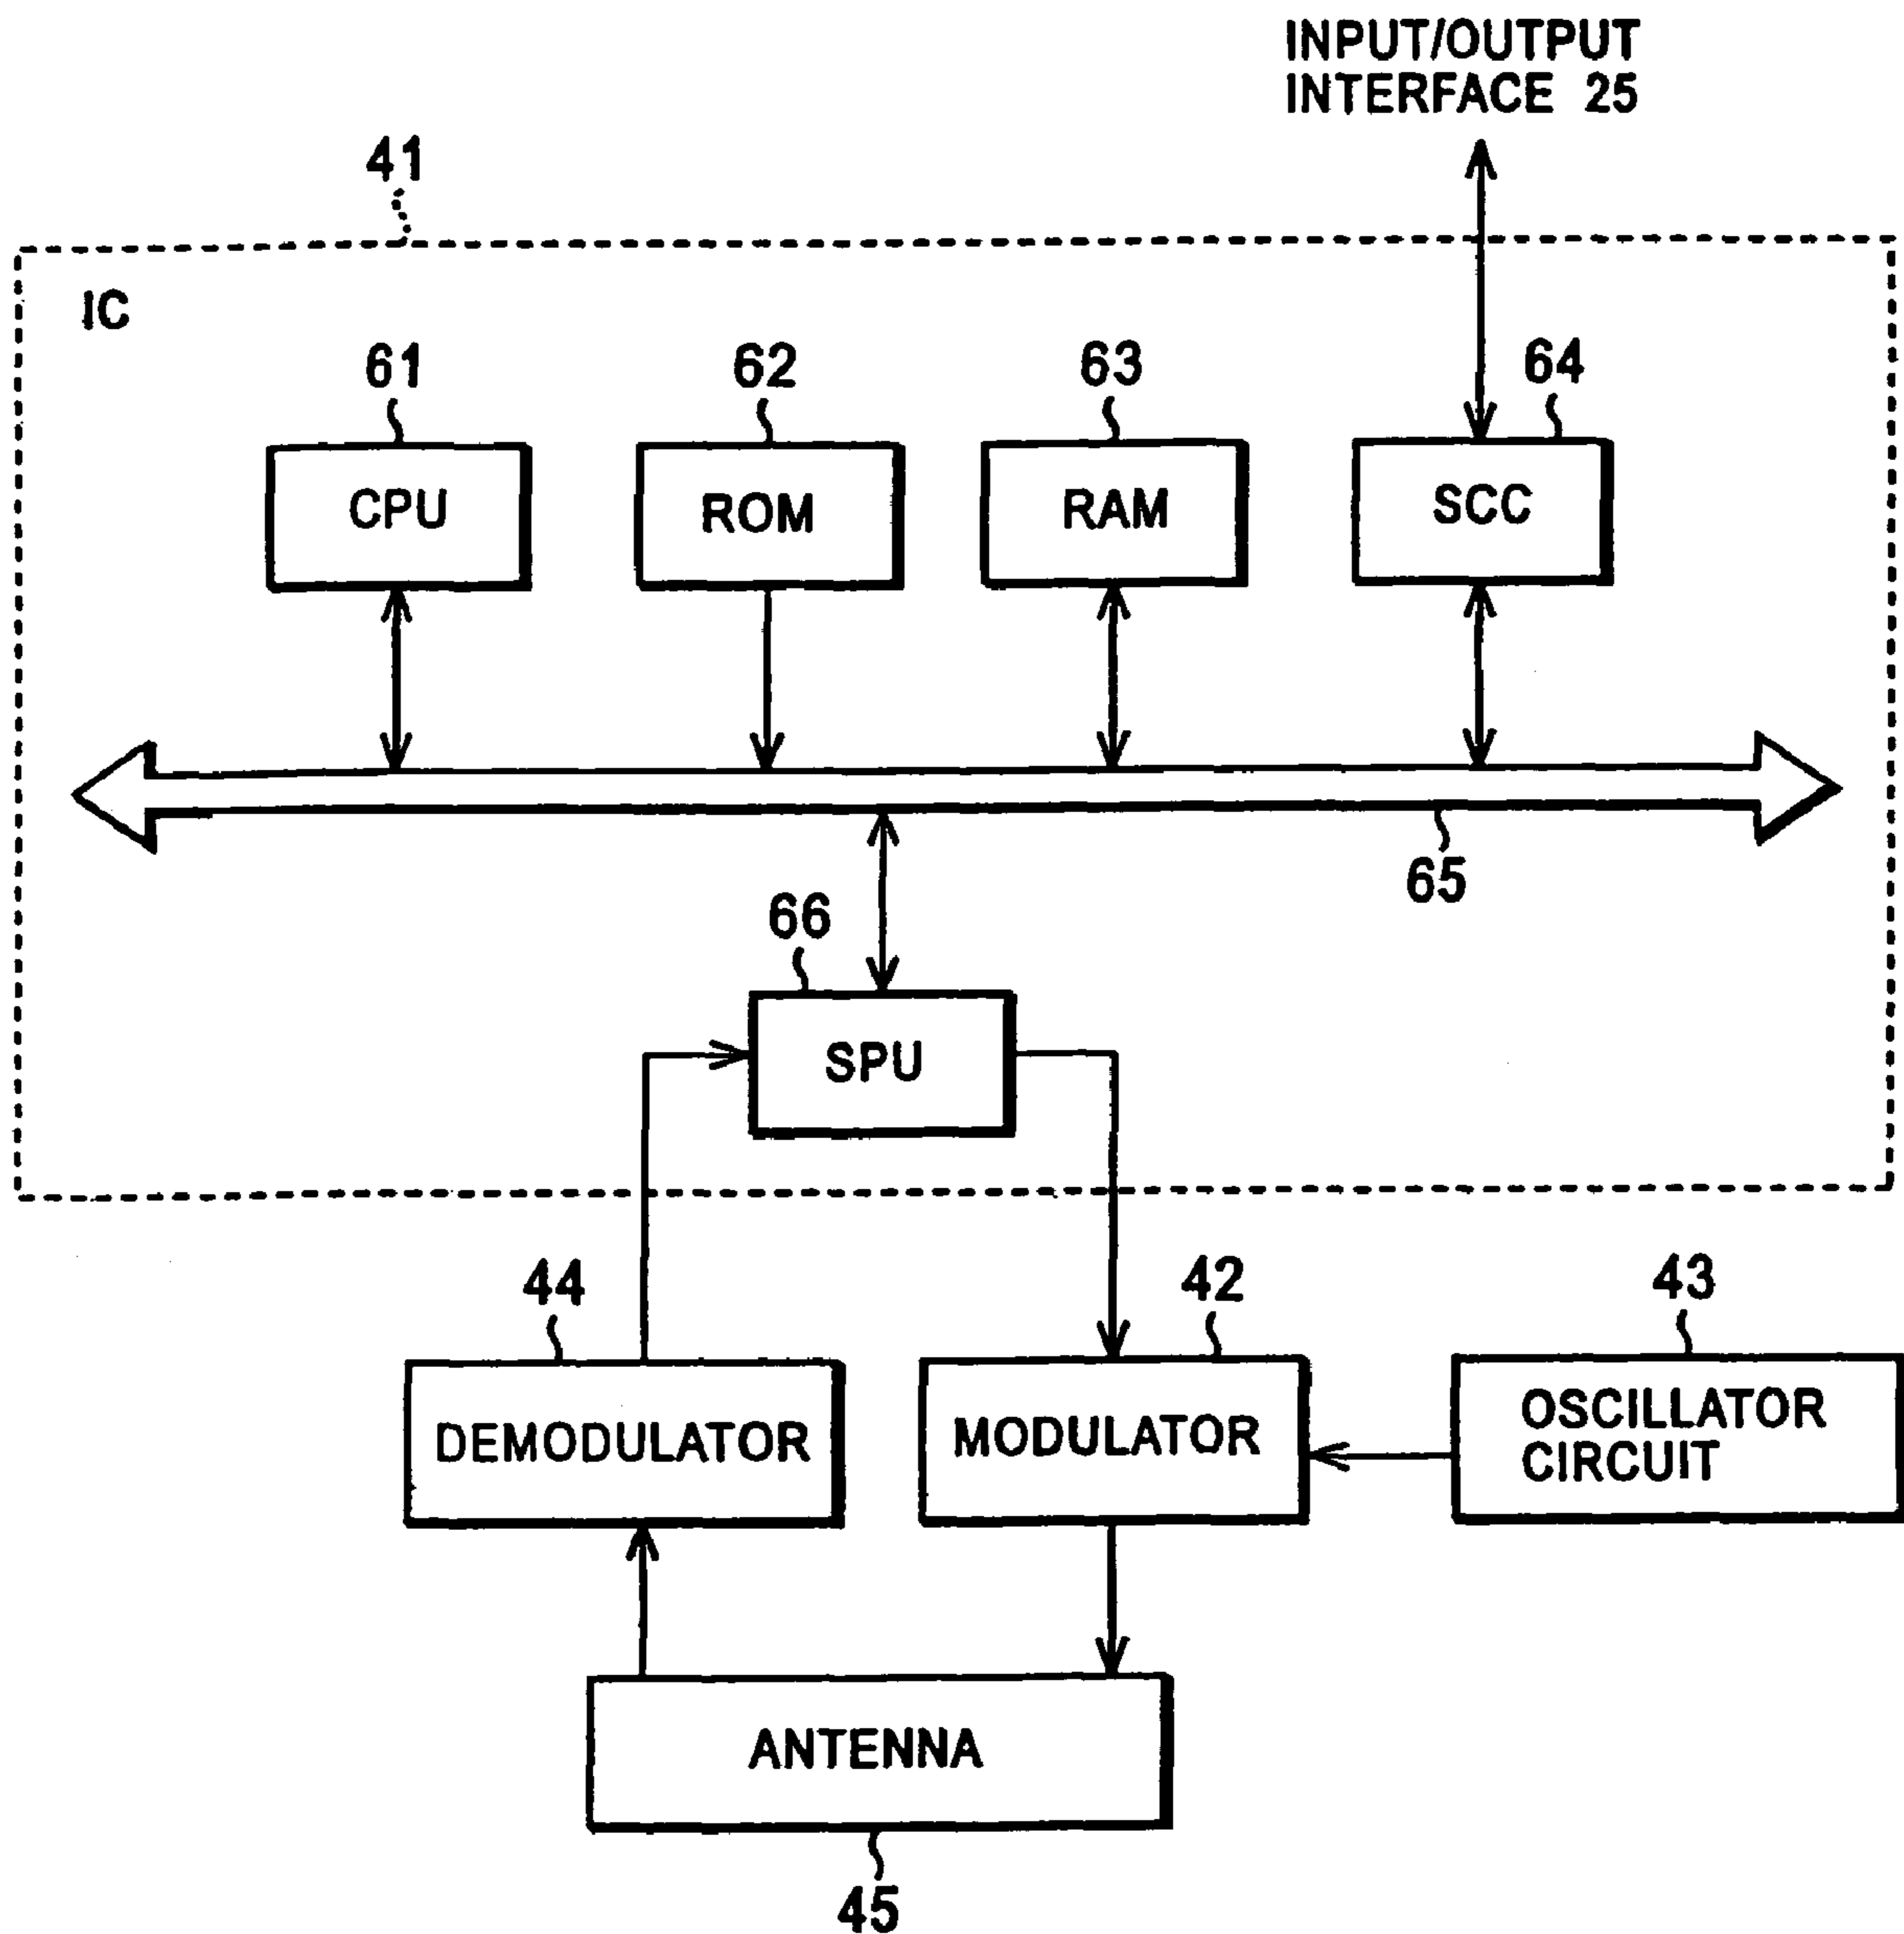 INPUT/OUTPUT
INTERFACE 25
41
IC
61
62
63
64
CPU
ROM
RAM
SCC
65
66
SPU
44
42
43
DEMODULATOR
MODULATOR
OSCILLATOR
CIRCUIT
ANTENNA
45